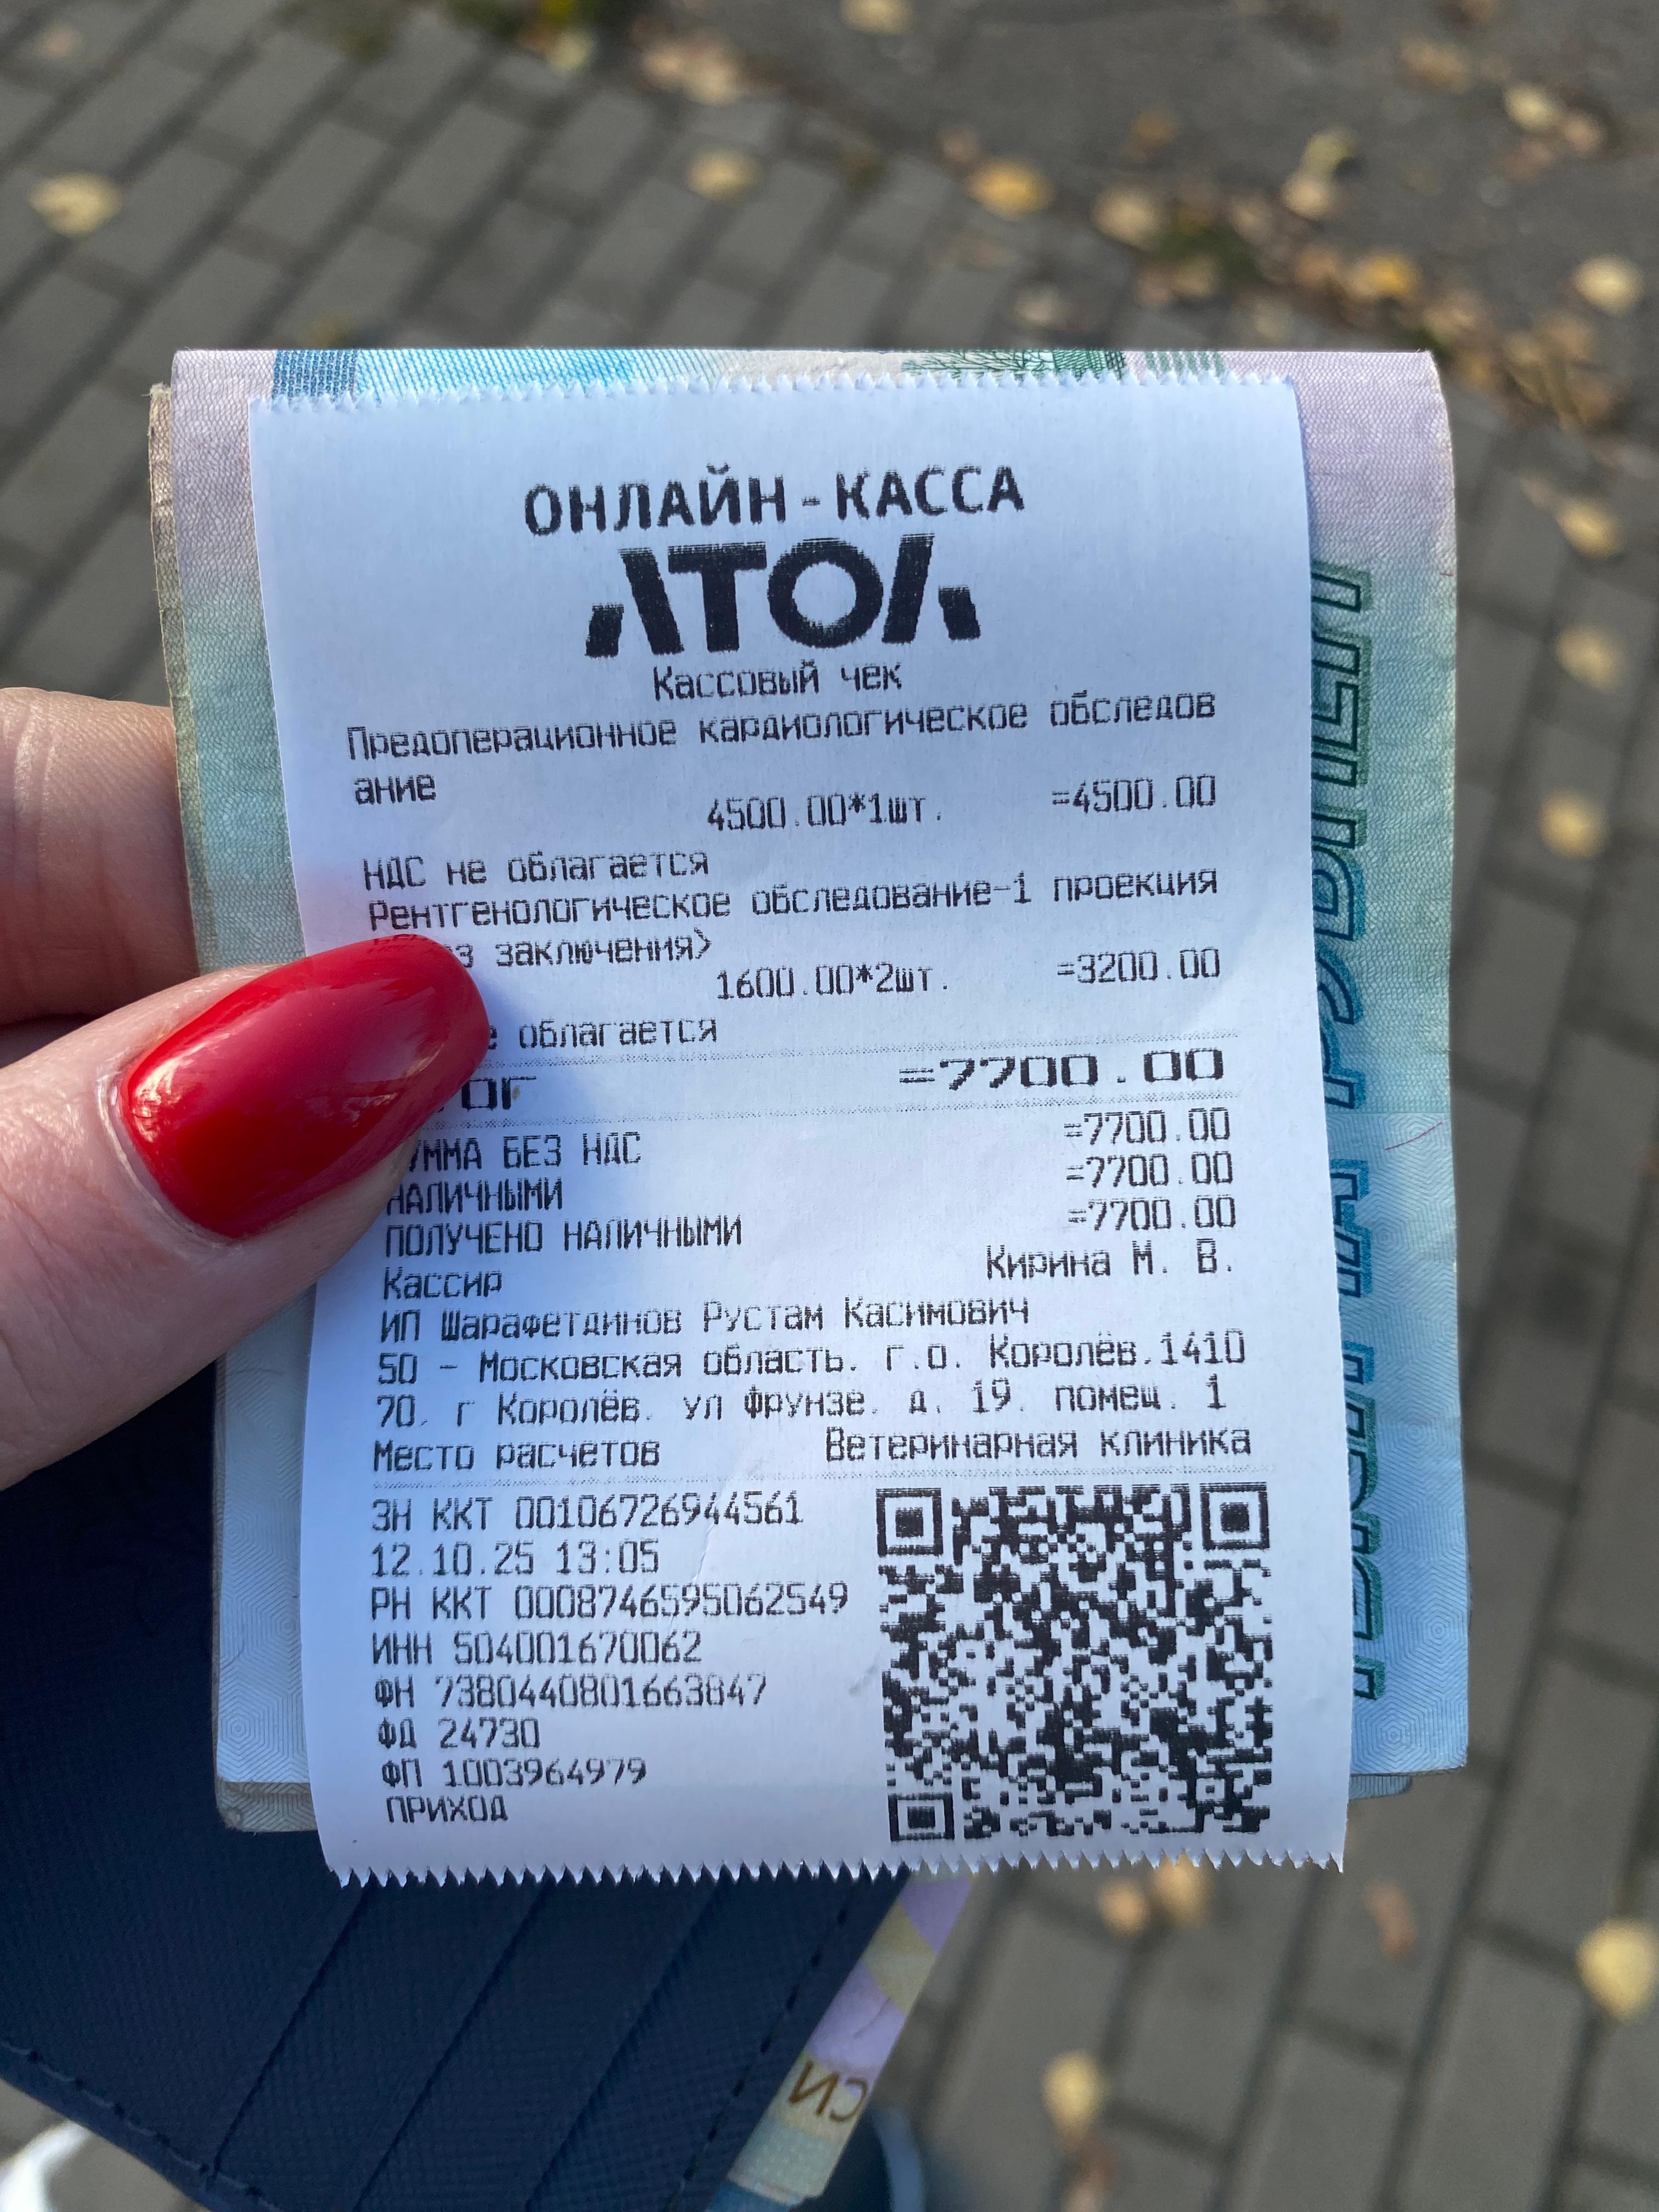 ОНЛАЙН-КАССА
АТОЛ
Кассовый чек
Предоперационное кардиологическое обследов
ание
4500.00*1шт. =4500.00
НДС не облагается
Рентгенологическое обследование-1 проекция
заключения>
1600.00*2шт. =3200.00
облагается
=7700.00
СУММА БЕЗ НДС =7700.00
НАЛИЧНЫМИ =7700.00
ПОЛУЧЕНО НАЛИЧНЫМИ =7700.00
Кассир Кирина М. В.
ИП Шарафетдинов Рустам Касимович
50 - Московская область, г.о. Королёв,1410
70, г Королёв, ул Фрунзе, д. 19, помещ. 1
Место расчетов Ветеринарная клиника
ЗН ККТ 00106726944561
12.10.25 13:05
РН ККТ 0008746595062549
ИНН 504001670062
ФН 7380440801663847
ФД 24730
ФП 1003964979
ПРИХОД